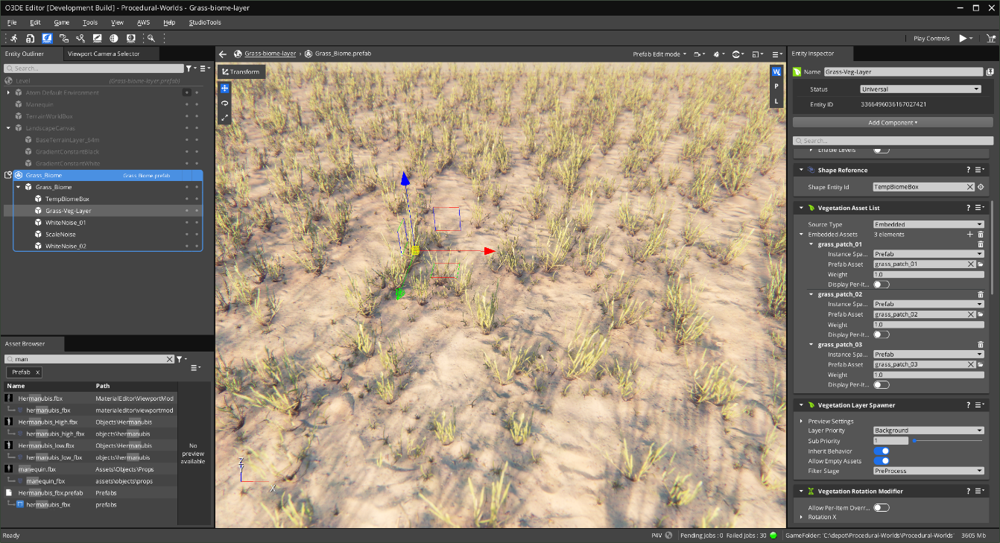 O3DE Editor [Development Build] - Procedural-Worlds - Grass-biome-layer
File Edit Game Tools View AWS Help StudioTools
Play Controls
Entity Outliner Viewport Camera Selector
Search...
Level (Grass-biome-layer.prefab)
Atom Default Environment
Manequin
TerrainWorldBox
LandscapeCanvas
BaseTerrainLayer_64m
GradientConstantBlack
GradientConstantWhite
Grass_Biome Grass_Biome.prefab
Grass_Biome
TempBiomeBox
Grass-Veg-Layer
WhiteNoise_01
ScaleNoise
WhiteNoise_02
Asset Browser
man
Prefab X
Name Path
Hermanubis.fbx MaterialEditor\ViewportMod
hermanubis_fbx materialeditor\viewportmod
Hermanubis_High.fbx Objects\Hermanubis
hermanubis_high_fbx objects\hermanubis
Hermanubis_low.fbx Objects\Hermanubis
hermanubis_low_fbx objects\hermanubis
manequin.fbx Assets\Objects\Props
manequin_fbx assets\objects\props
Hermanubis_fbx.prefab Prefabs
hermanubis_fbx prefabs
No
preview
available
Grass-biome-layer › Grass_Biome.prefab
Prefab Edit mode
Transform
W
P
L
Z
X
Entity Inspector
Name Grass-Veg-Layer
Status Universal
Entity ID 3366496036167027421
Add Component
Search...
Enable Levels
Shape Reference ?
Shape Entity Id TempBiomeBox
Vegetation Asset List ?
Source Type Embedded
Embedded Assets 3 elements
grass_patch_01
Instance Spa... Prefab
Prefab Asset grass_patch_01
Weight 1.0
Display Per-It...
grass_patch_02
Instance Spa... Prefab
Prefab Asset grass_patch_02
Weight 1.0
Display Per-It...
grass_patch_03
Instance Spa... Prefab
Prefab Asset grass_patch_03
Weight 1.0
Display Per-It...
Vegetation Layer Spawner ?
Preview Settings
Layer Priority Background
Sub Priority 1
Inherit Behavior
Allow Empty Assets
Filter Stage PreProcess
Vegetation Rotation Modifier ?
Allow Per-Item Overr...
Rotation X
Ready
P4V Pending Jobs : 0 Failed Jobs : 30 GameFolder: 'C:\depot\Procedural-Worlds\Procedural-Worlds' 3605 Mb